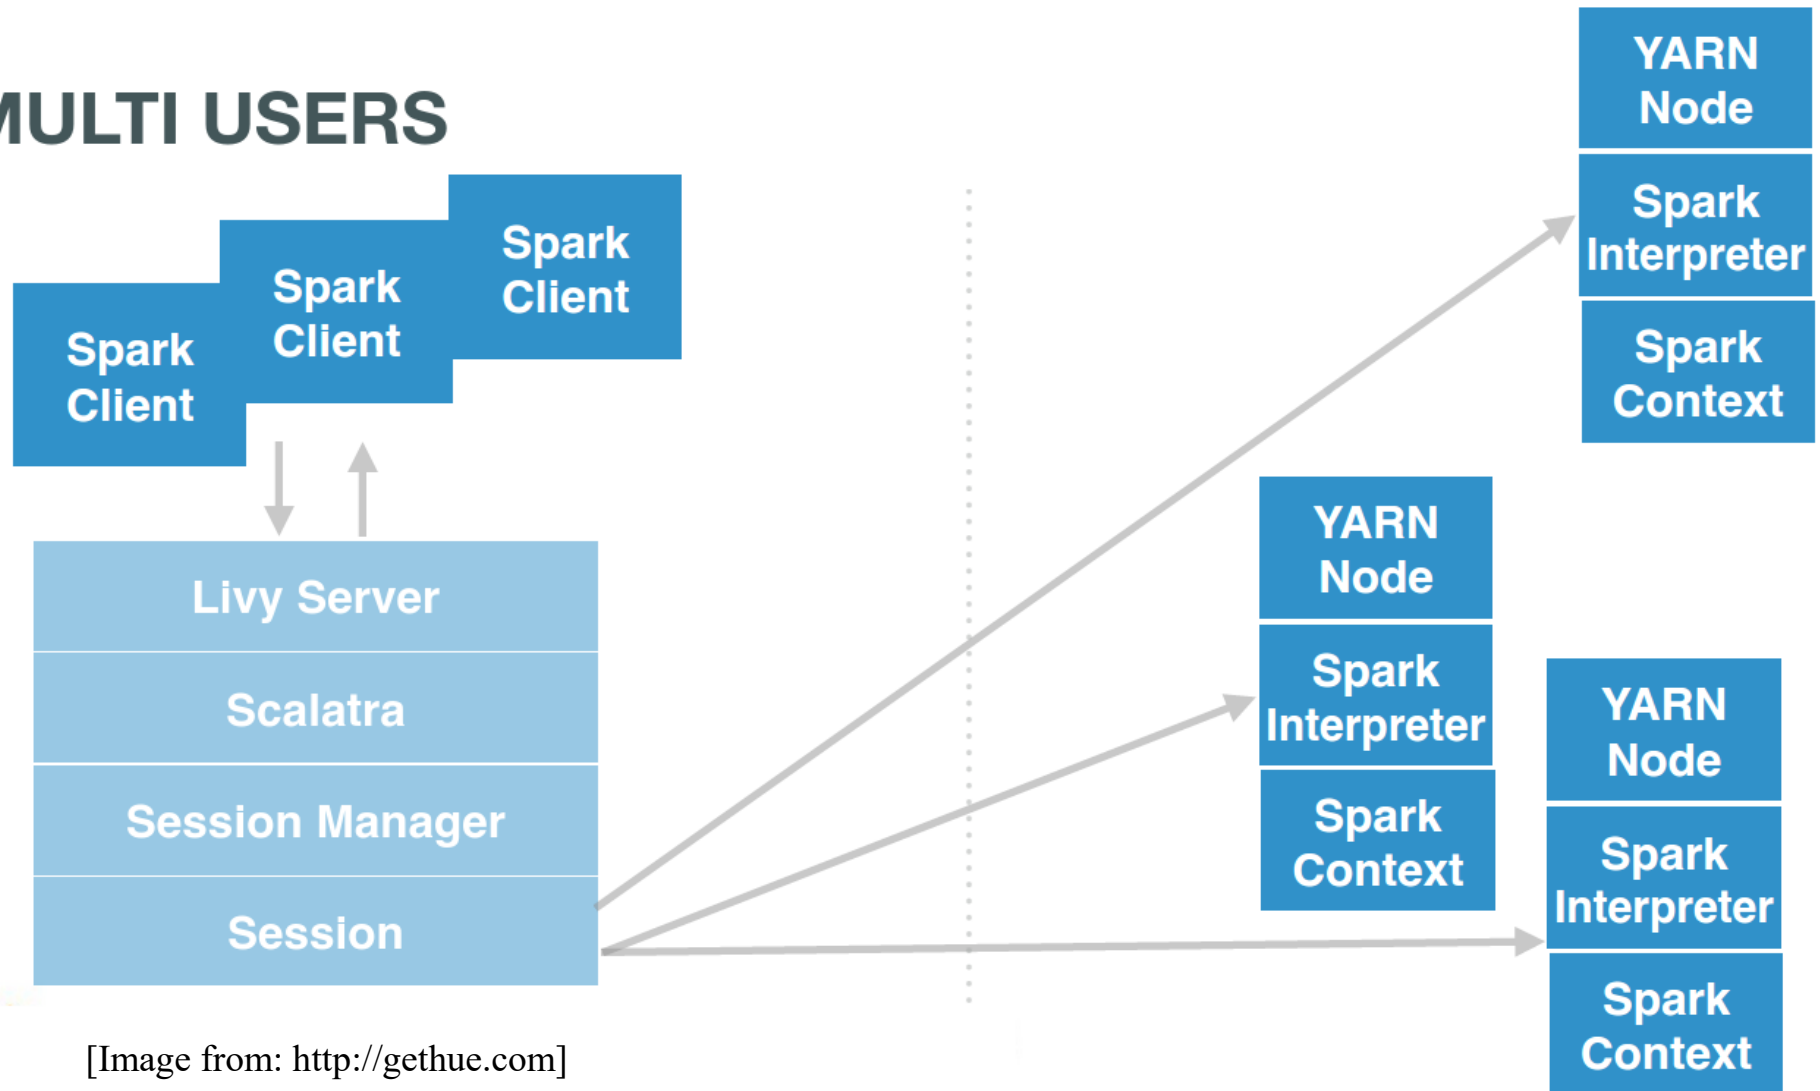 MULTI USERS
Spark
Client
Spark
Client
Spark
Client
Livy Server
Scalatra
Session Manager
Session
YARN
Node
Spark
Interpreter
Spark
Context
YARN
Node
Spark
Interpreter
Spark
Context
YARN
Node
Spark
Interpreter
Spark
Context
[Image from: http://gethue.com]